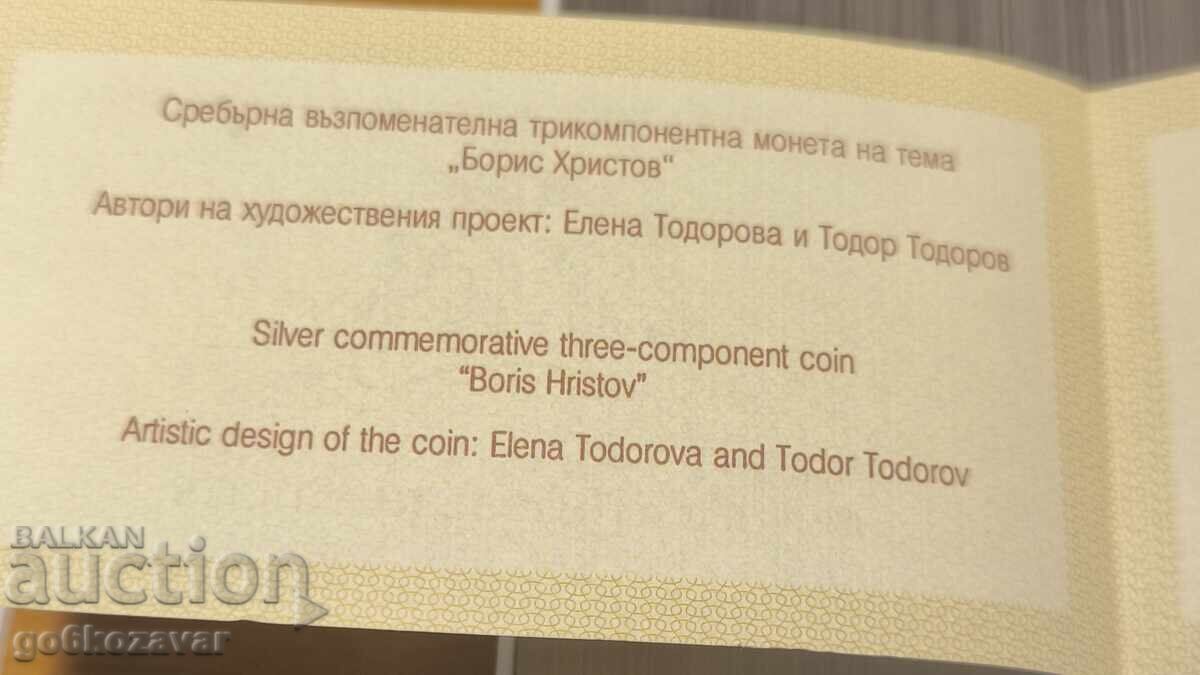 Сребърна възпоменателна трикомпонентна монета на тема
„Борис Христов“
Автори на художествения проект: Елена Тодорова и Тодор Тодоров
Silver commemorative three-component coin
“Boris Hristov”
Artistic design of the coin: Elena Todorova and Todor Todorov
BALKAN
auction
go6kozavar